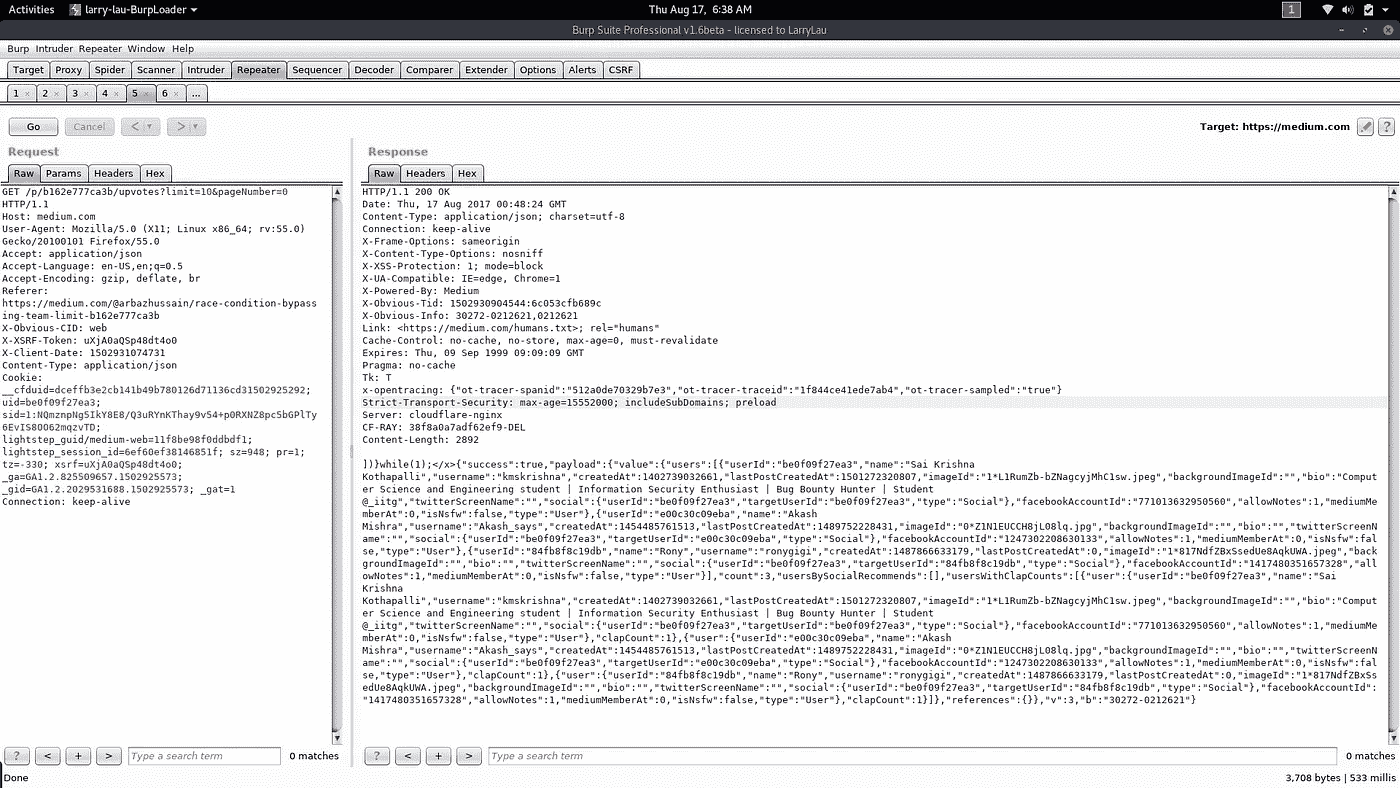 Activities larry-lau-BurpLoader Thu Aug 17, 6:38 AM 1
Burp Suite Professional v1.6beta - licensed to LarryLau
Burp Intruder Repeater Window Help
Target Proxy Spider Scanner Intruder Repeater Sequencer Decoder Comparer Extender Options Alerts CSRF
1 × 2 × 3 × 4 × 5 × 6 × ...
Go Cancel < > Target: https://medium.com ?
Request
Raw Params Headers Hex
GET /p/b162e777ca3b/upvotes?limit=10&pageNumber=0
HTTP/1.1
Host: medium.com
User-Agent: Mozilla/5.0 (X11; Linux x86_64; rv:55.0)
Gecko/20100101 Firefox/55.0
Accept: application/json
Accept-Language: en-US,en;q=0.5
Accept-Encoding: gzip, deflate, br
Referer:
https://medium.com/@arbazhussain/race-condition-bypass
ing-team-limit-b162e777ca3b
X-Obvious-CID: web
X-XSRF-Token: uXjA0aQSp48dt4o0
X-Client-Date: 1502931074731
Content-Type: application/json
Cookie:
__cfduid=dceffb3e2cb141b49b780126d71136cd31502925292;
uid=be0f09f27ea3;
sid=1:NQmznpNg5IkY8E8/Q3uRYnKThay9v54+p0RXNZ8pc5bGPlTy
6EvIS8OO62mqzvTD;
lightstep_guid/medium-web=11f8be98f0ddbdf1;
lightstep_session_id=6ef60ef38146851f; sz=948; pr=1;
tz=-330; xsrf=uXjA0aQSp48dt4o0;
_ga=GA1.2.825509657.1502925573;
_gid=GA1.2.2029531688.1502925573; _gat=1
Connection: keep-alive
? < + > Type a search term 0 matches
Response
Raw Headers Hex
HTTP/1.1 200 OK
Date: Thu, 17 Aug 2017 00:48:24 GMT
Content-Type: application/json; charset=utf-8
Connection: keep-alive
X-Frame-Options: sameorigin
X-Content-Type-Options: nosniff
X-XSS-Protection: 1; mode=block
X-UA-Compatible: IE=edge, Chrome=1
X-Powered-By: Medium
X-Obvious-Tid: 1502930904544:6c053cfb689c
X-Obvious-Info: 30272-0212621,0212621
Link: <https://medium.com/humans.txt>; rel="humans"
Cache-Control: no-cache, no-store, max-age=0, must-revalidate
Expires: Thu, 09 Sep 1999 09:09:09 GMT
Pragma: no-cache
Tk: T
x-opentracing: {"ot-tracer-spanid":"512a0de70329b7e3","ot-tracer-traceid":"1f844ce41ede7ab4","ot-tracer-sampled":"true"}
Strict-Transport-Security: max-age=15552000; includeSubDomains; preload
Server: cloudflare-nginx
CF-RAY: 38f8a0a7adf62ef9-DEL
Content-Length: 2892
])}while(1);</x>{"success":true,"payload":{"value":{"users":[{"userId":"be0f09f27ea3","name":"Sai Krishna
Kothapalli","username":"kmskrishna","createdAt":1402739032661,"lastPostCreatedAt":1501272320807,"imageId":"1*L1RumZb-bZNagcyjMhC1sw.jpeg","backgroundImageId":"","bio":"Comput
er Science and Engineering student | Information Security Enthusiast | Bug Bounty Hunter | Student
@_iitg","twitterScreenName":"","social":{"userId":"be0f09f27ea3","targetUserId":"be0f09f27ea3","type":"Social"},"facebookAccountId":"771013632950560","allowNotes":1,"mediumMe
mberAt":0,"isNsfw":false,"type":"User"},{"userId":"e00c30c09eba","name":"Akash
Mishra","username":"Akash_says","createdAt":1454485761513,"lastPostCreatedAt":1489752228431,"imageId":"0*Z1N1EUCCH8jL08lq.jpg","backgroundImageId":"","bio":"","twitterScreenN
ame":"","social":{"userId":"be0f09f27ea3","targetUserId":"e00c30c09eba","type":"Social"},"facebookAccountId":"1247302208630133","allowNotes":1,"mediumMemberAt":0,"isNsfw":fal
se,"type":"User"},{"userId":"84fb8f8c19db","name":"Rony","username":"ronygigi","createdAt":1487866633179,"lastPostCreatedAt":0,"imageId":"1*817NdfZBxSsedUe8AqkUWA.jpeg","back
groundImageId":"","bio":"","twitterScreenName":"","social":{"userId":"be0f09f27ea3","targetUserId":"84fb8f8c19db","type":"Social"},"facebookAccountId":"1417480351657328","all
owNotes":1,"mediumMemberAt":0,"isNsfw":false,"type":"User"}],"count":3,"usersBySocialRecommends":[],"usersWithClapCounts":[{"user":{"userId":"be0f09f27ea3","name":"Sai
Krishna
Kothapalli","username":"kmskrishna","createdAt":1402739032661,"lastPostCreatedAt":1501272320807,"imageId":"1*L1RumZb-bZNagcyjMhC1sw.jpeg","backgroundImageId":"","bio":"Comput
er Science and Engineering student | Information Security Enthusiast | Bug Bounty Hunter | Student
@_iitg","twitterScreenName":"","social":{"userId":"be0f09f27ea3","targetUserId":"be0f09f27ea3","type":"Social"},"facebookAccountId":"771013632950560","allowNotes":1,"mediumMe
mberAt":0,"isNsfw":false,"type":"User"},"clapCount":1},{"user":{"userId":"e00c30c09eba","name":"Akash
Mishra","username":"Akash_says","createdAt":1454485761513,"lastPostCreatedAt":1489752228431,"imageId":"0*Z1N1EUCCH8jL08lq.jpg","backgroundImageId":"","bio":"","twitterScreenN
ame":"","social":{"userId":"be0f09f27ea3","targetUserId":"e00c30c09eba","type":"Social"},"facebookAccountId":"1247302208630133","allowNotes":1,"mediumMemberAt":0,"isNsfw":fal
se,"type":"User"},"clapCount":1},{"user":{"userId":"84fb8f8c19db","name":"Rony","username":"ronygigi","createdAt":1487866633179,"lastPostCreatedAt":0,"imageId":"1*817NdfZBxSs
edUe8AqkUWA.jpeg","backgroundImageId":"","bio":"","twitterScreenName":"","social":{"userId":"be0f09f27ea3","targetUserId":"84fb8f8c19db","type":"Social"},"facebookAccountId":
"1417480351657328","allowNotes":1,"mediumMemberAt":0,"isNsfw":false,"type":"User"},"clapCount":1}]},"references":{}},"v":3,"b":"30272-0212621"}
? < + > Type a search term 0 matches
Done 3,708 bytes | 533 millis